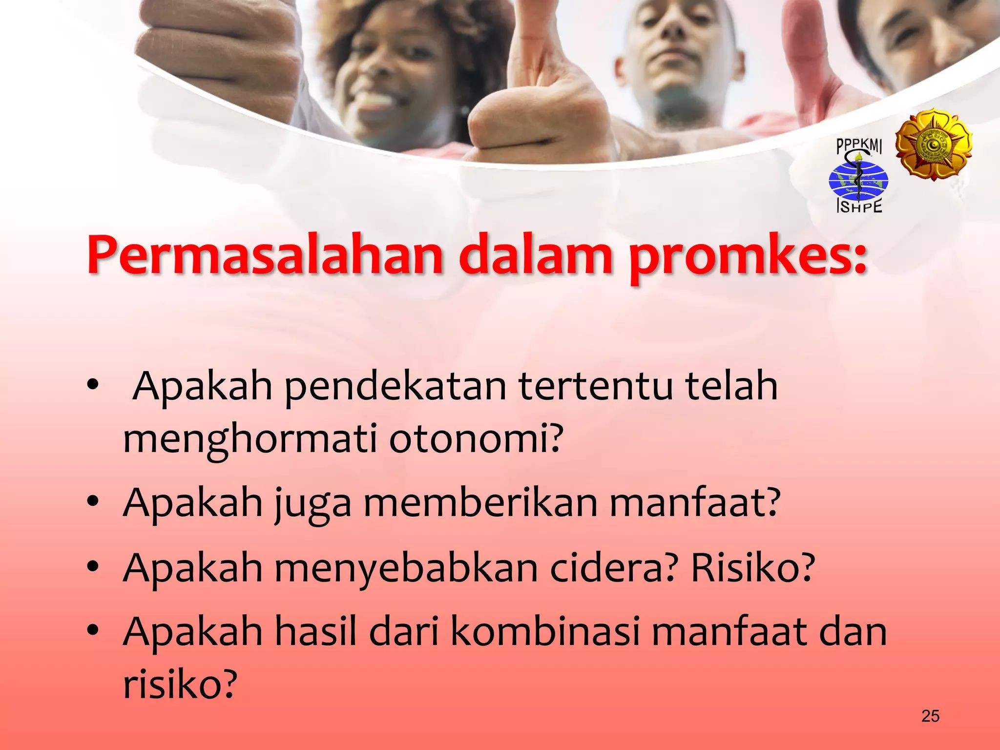 PPPKMI
ISHPE
Permasalahan dalam promkes:
• Apakah pendekatan tertentu telah
menghormati otonomi?
• Apakah juga memberikan manfaat?
• Apakah menyebabkan cidera? Risiko?
• Apakah hasil dari kombinasi manfaat dan
risiko?
25